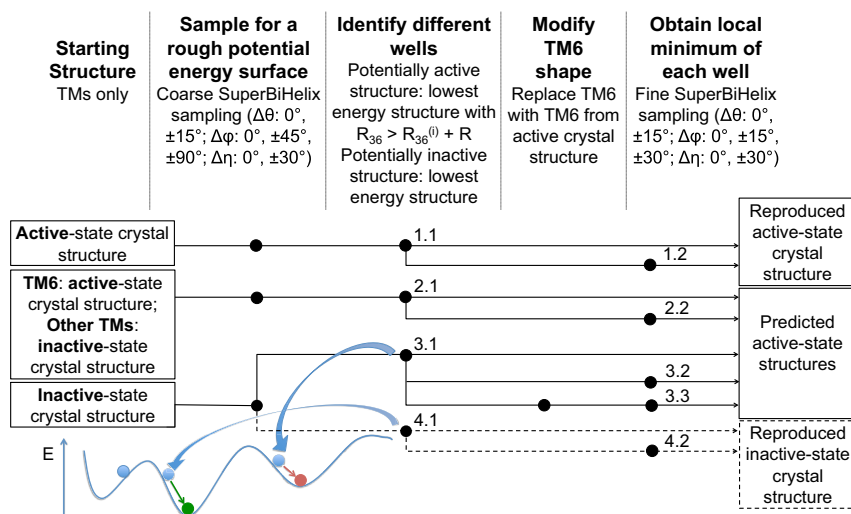 Starting
Structure
TMs only
Sample for a
rough potential
energy surface
Coarse SuperBiHelix
sampling (Δθ: 0°,
±15°; Δφ: 0°, ±45°,
±90°; Δη: 0°, ±30°)
Identify different
wells
Potentially active
structure: lowest
energy structure with
R₃₆ > R₃₆⁽ⁱ⁾ + R
Potentially inactive
structure: lowest
energy structure
Modify
TM6
shape
Replace TM6
with TM6 from
active crystal
structure
Obtain local
minimum of
each well
Fine SuperBiHelix
sampling (Δθ: 0°,
±15°; Δφ: 0°, ±15°,
±30°; Δη: 0°, ±30°)
Active-state crystal
structure
1.1
1.2
Reproduced
active-state
crystal
structure
TM6: active-state
crystal structure;
Other TMs:
inactive-state
crystal structure
2.1
2.2
3.1
3.2
3.3
Predicted
active-state
structures
Inactive-state
crystal structure
4.1
4.2
Reproduced
inactive-state
crystal
structure
E